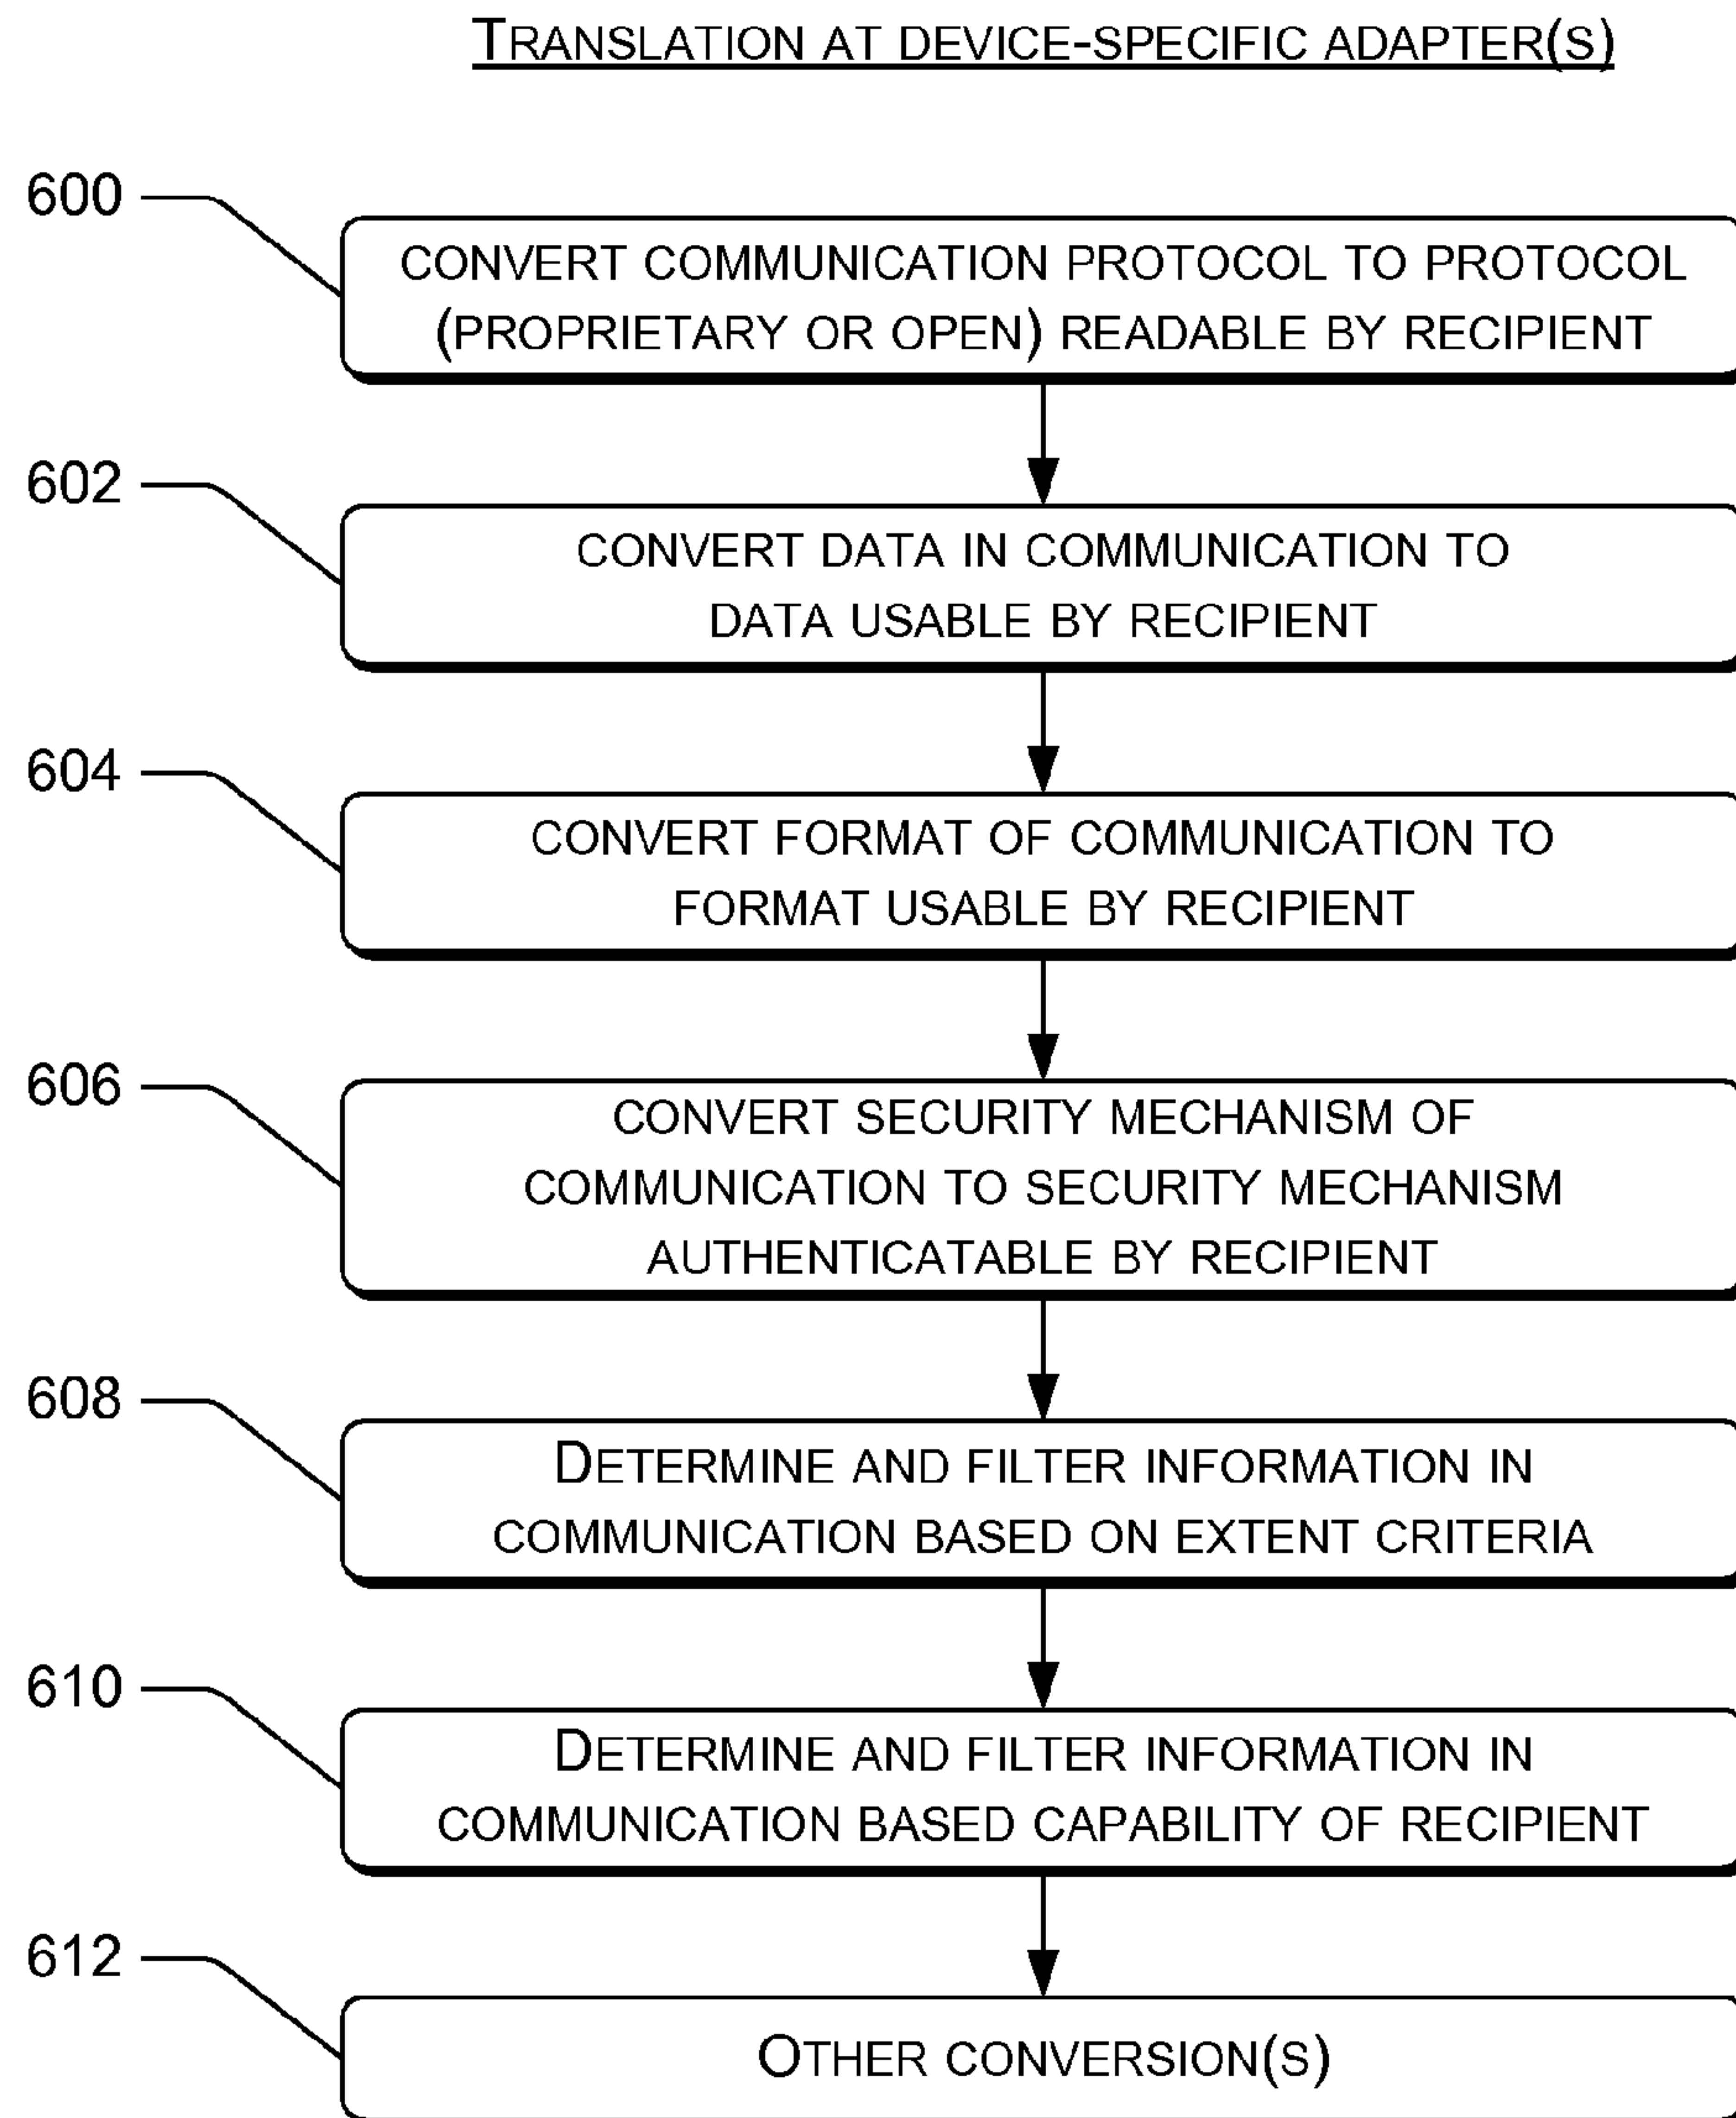 TRANSLATION AT DEVICE-SPECIFIC ADAPTER(S)
600
CONVERT COMMUNICATION PROTOCOL TO PROTOCOL
(PROPRIETARY OR OPEN) READABLE BY RECIPIENT
602
CONVERT DATA IN COMMUNICATION TO
DATA USABLE BY RECIPIENT
604
CONVERT FORMAT OF COMMUNICATION TO
FORMAT USABLE BY RECIPIENT
606
CONVERT SECURITY MECHANISM OF
COMMUNICATION TO SECURITY MECHANISM
AUTHENTICATABLE BY RECIPIENT
608
DETERMINE AND FILTER INFORMATION IN
COMMUNICATION BASED ON EXTENT CRITERIA
610
DETERMINE AND FILTER INFORMATION IN
COMMUNICATION BASED CAPABILITY OF RECIPIENT
612
OTHER CONVERSION(S)